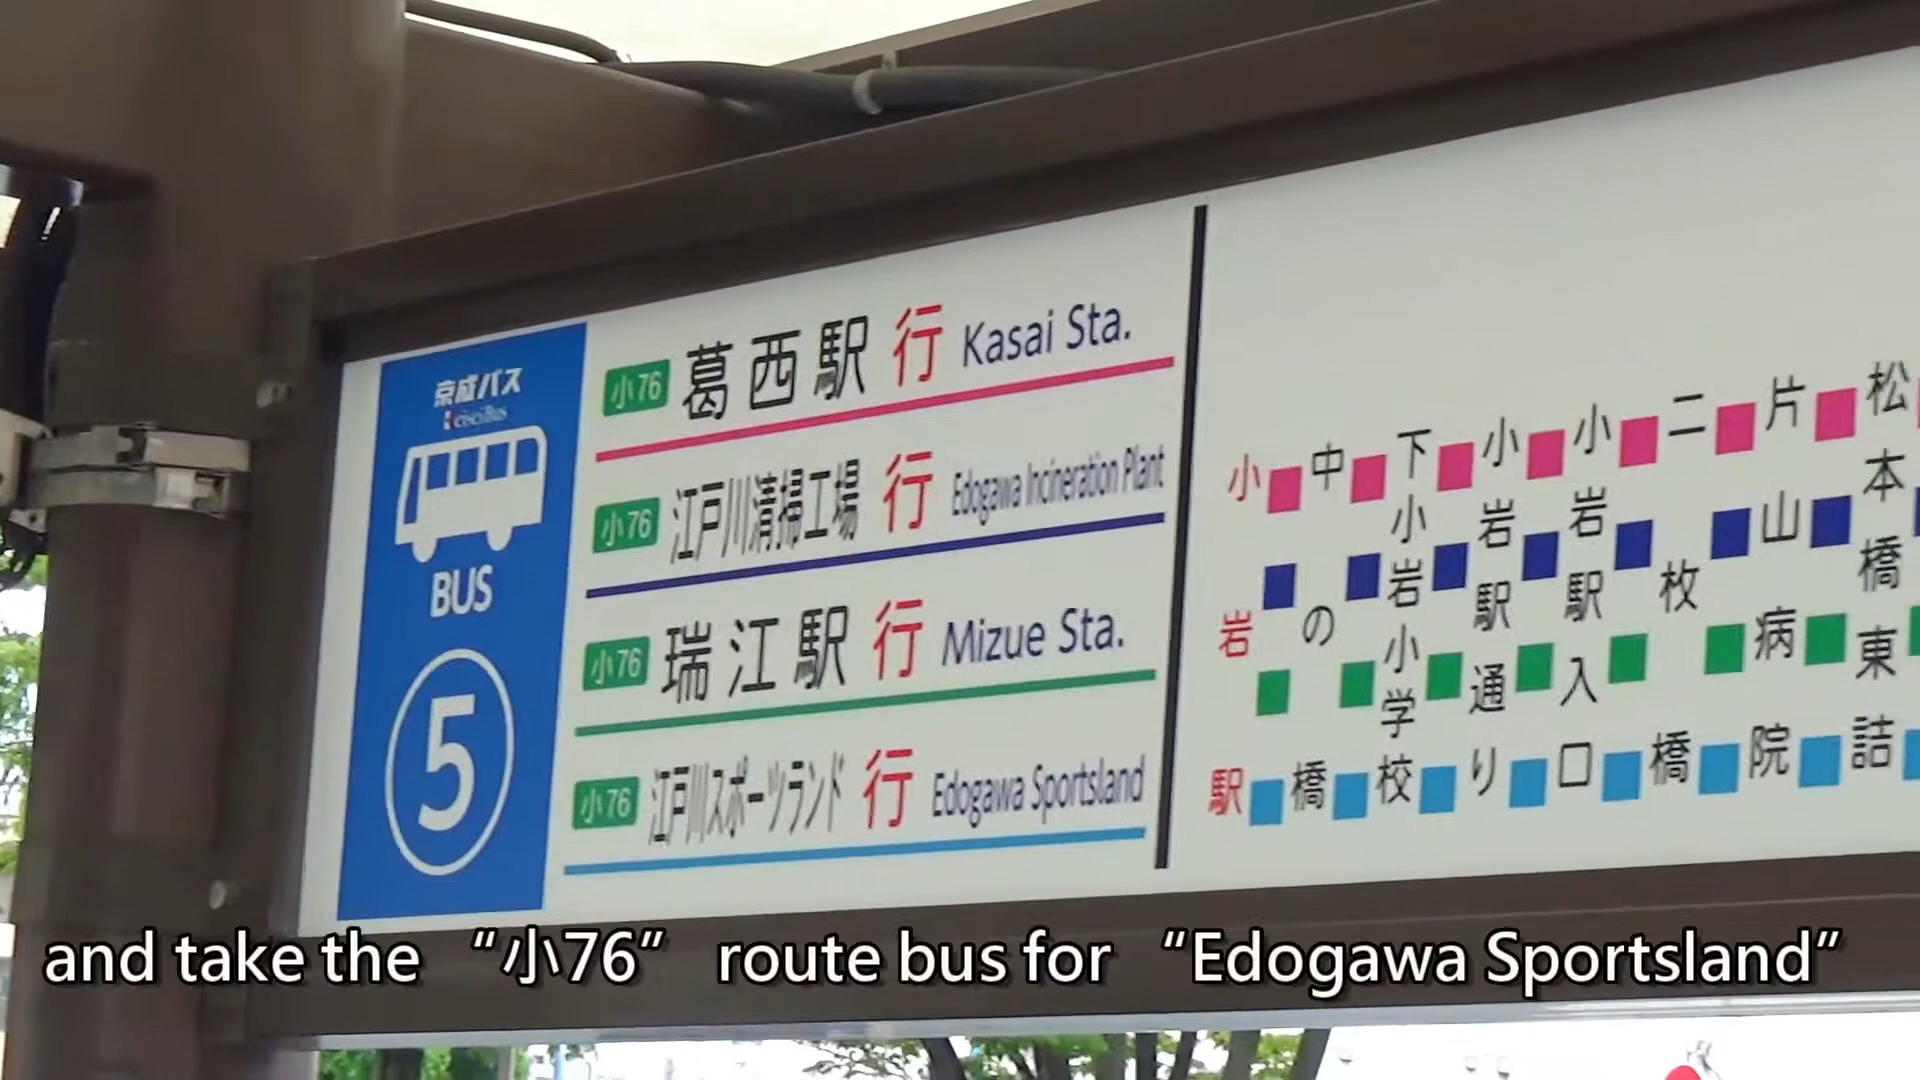 京成バス
KeiseiBus
BUS
5
小76 葛西駅 行 Kasai Sta.
小76 江戸川清掃工場 行 Edogawa Incineration Plant
小76 瑞江駅 行 Mizue Sta.
小76 江戸川スポーツランド 行 Edogawa Sportsland
小岩駅
中の橋
下小岩小学校
小岩駅通り
小岩駅入口
二枚橋
片山病院
松本橋東詰
and take the “小76” route bus for “Edogawa Sportsland”